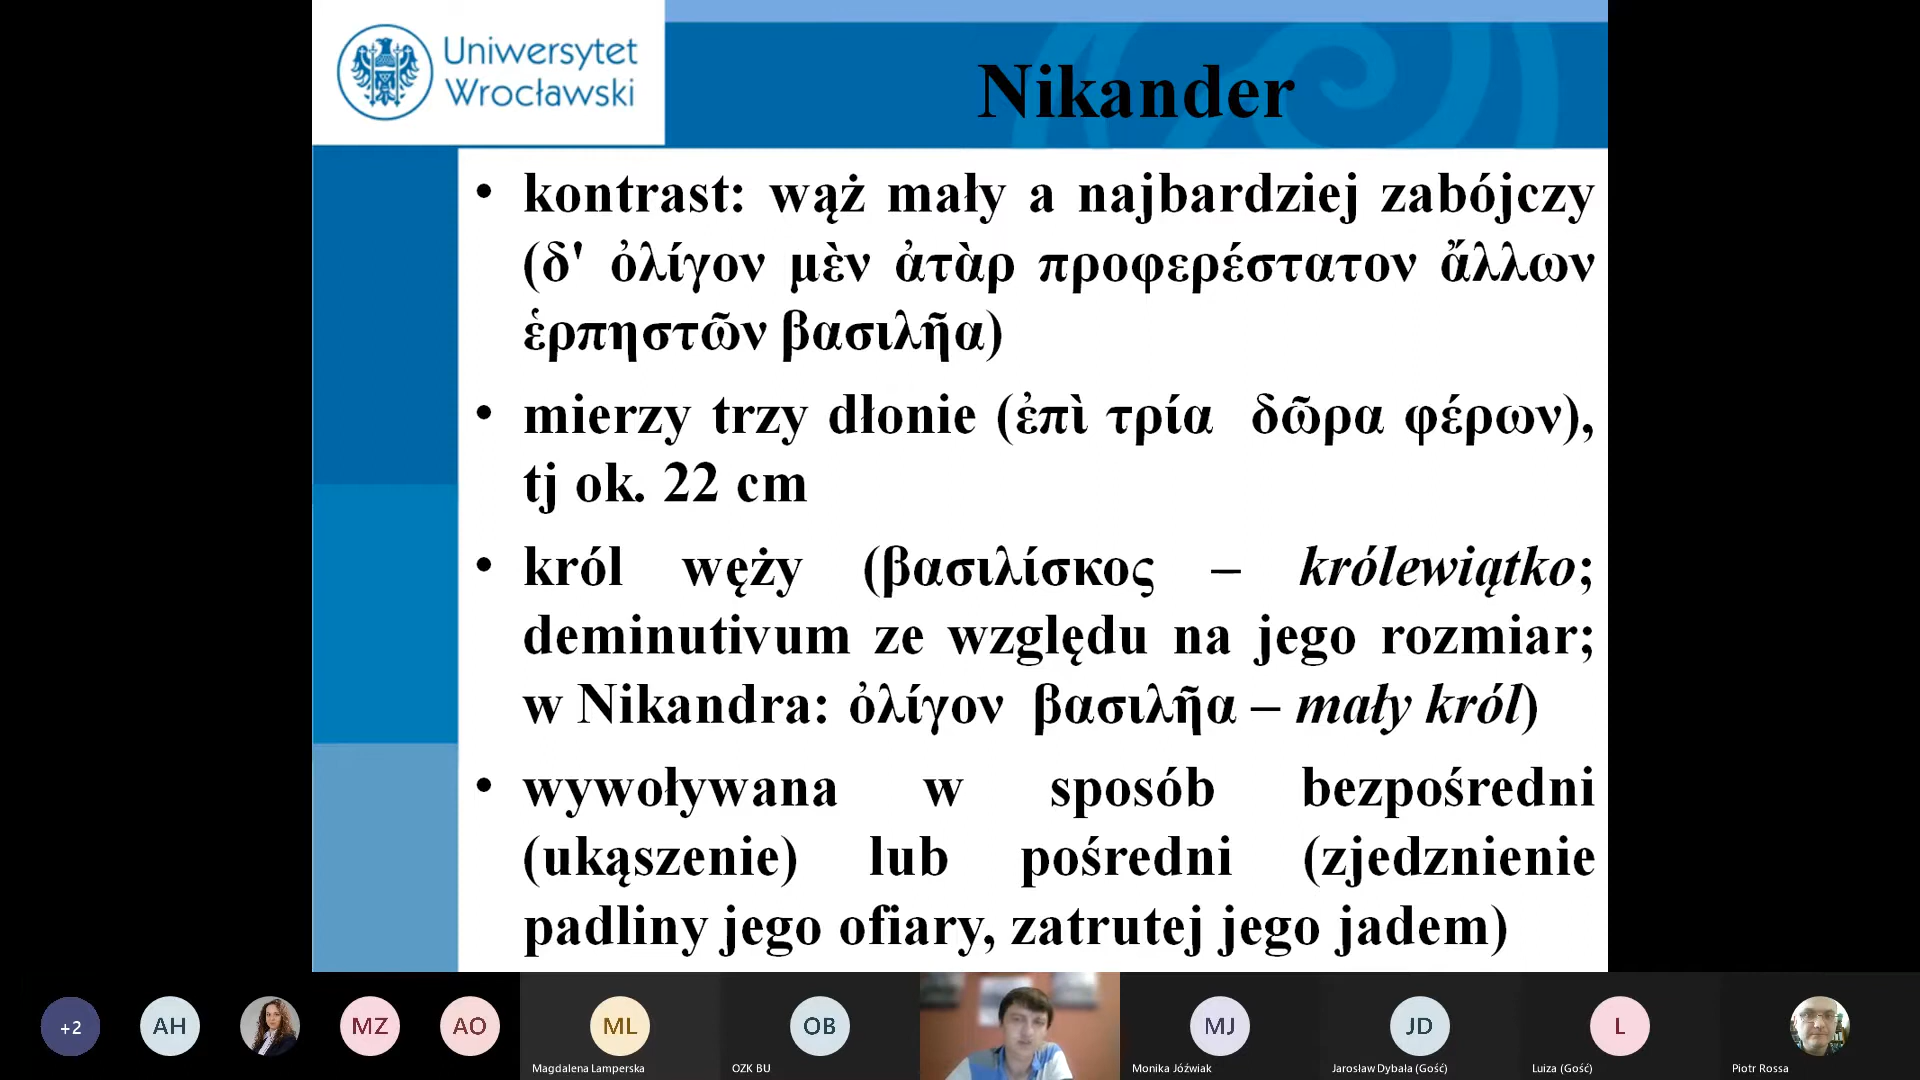 Uniwersytet
Wrocławski
Nikander
• kontrast: wąż mały a najbardziej zabójczy
(δ' ὀλίγον μὲν ἀτὰρ προφερέστατον ἄλλων
ἑρπηστῶν βασιλῆα)
• mierzy trzy dłonie (ἐπὶ τρία δῶρα φέρων),
tj ok. 22 cm
• król węży (βασιλίσκος – królewiątko;
deminutivum ze względu na jego rozmiar;
w Nikandra: ὀλίγον βασιλῆα – mały król)
• wywoływana w sposób bezpośredni
(ukąszenie) lub pośredni (zjedznienie
padliny jego ofiary, zatrutej jego jadem)
+2 AH MZ AO ML OB MJ JD L
Magdalena Lamperska OZK BU Monika Jóźwiak Jarosław Dybała (Gość) Luiza (Gość) Piotr Rossa